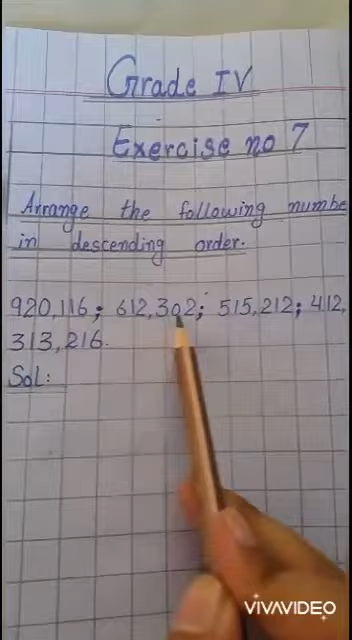 Grade IV
Exercise no 7
Arrange the following numbe
in descending order.
920,116; 612,302; 515,212; 412,
313,216.
Sol:
VIVAVIDEO